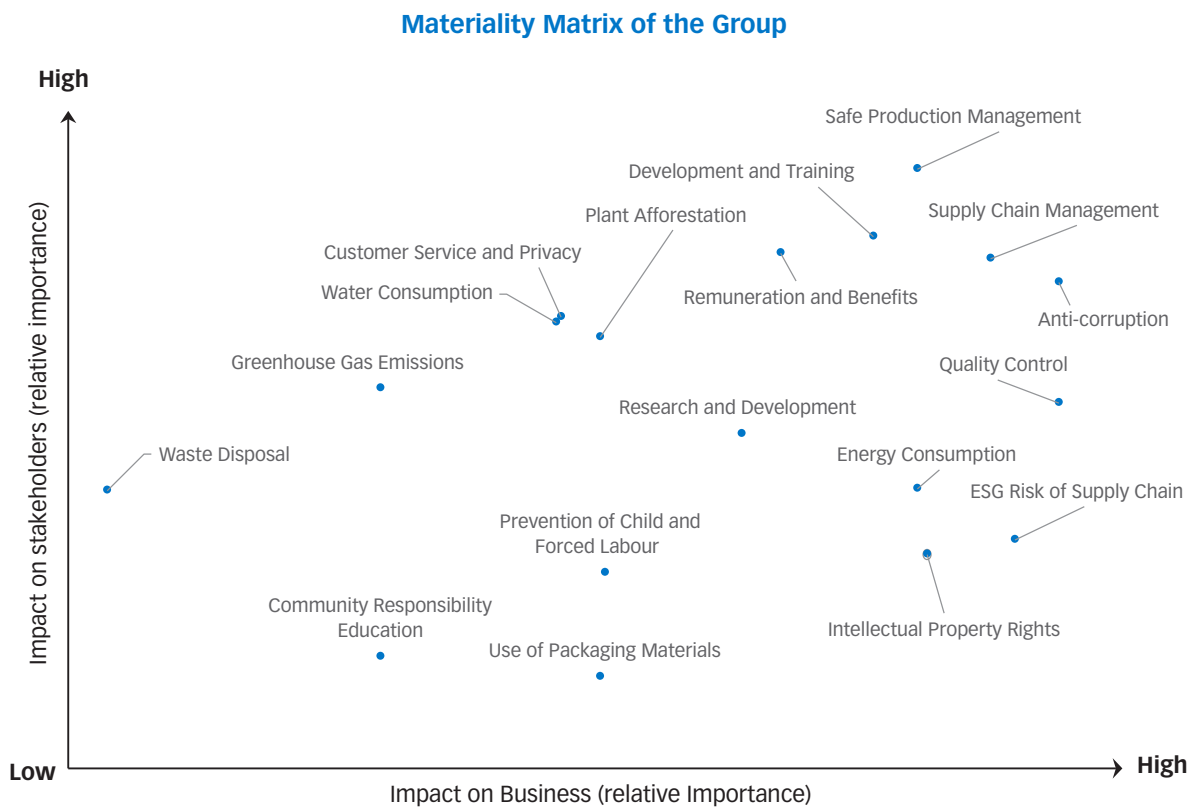 Materiality Matrix of the Group
High
Safe Production Management
Development and Training
Supply Chain Management
Plant Afforestation
Customer Service and Privacy
Water Consumption
Remuneration and Benefits
Anti-corruption
Greenhouse Gas Emissions
Quality Control
Research and Development
Waste Disposal
Energy Consumption
ESG Risk of Supply Chain
Prevention of Child and
Forced Labour
Community Responsibility
Education
Intellectual Property Rights
Use of Packaging Materials
Impact on stakeholders (relative importance)
Low
High
Impact on Business (relative Importance)